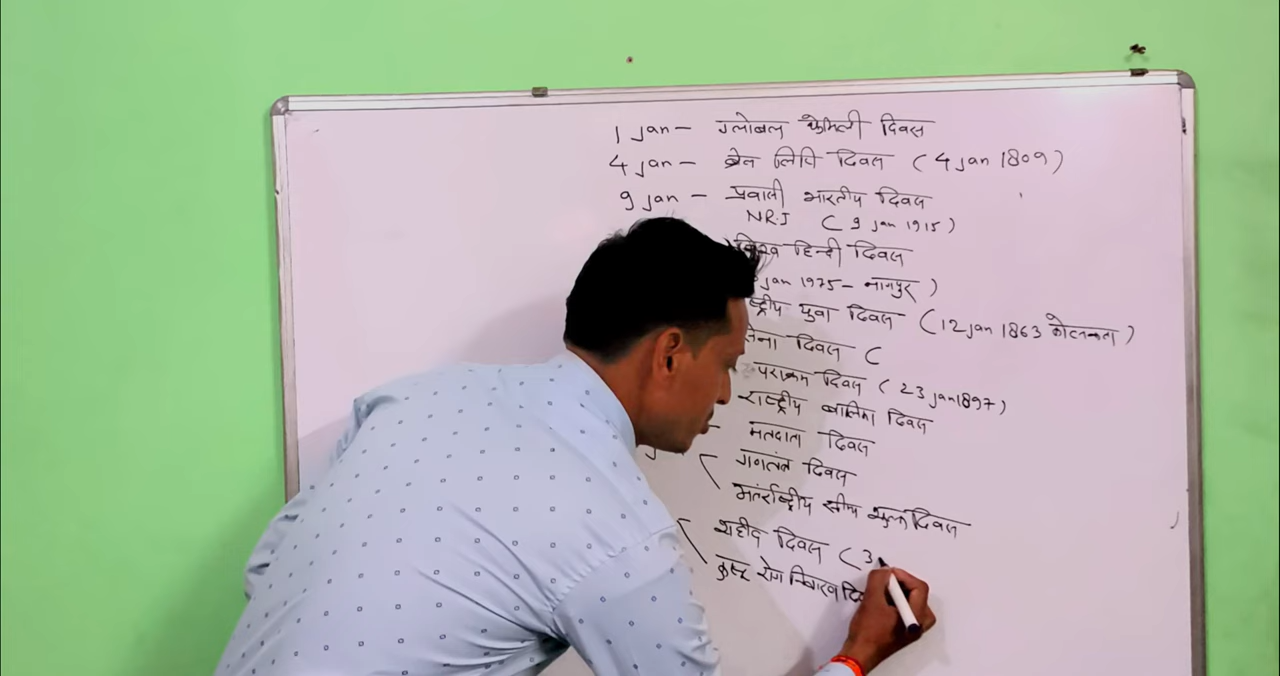 1 Jan – ग्लोबल फेमिली दिवस
4 Jan – ब्रेल लिपि दिवस ( 4 Jan 1809 )
9 Jan – प्रवासी भारतीय दिवस
N.R.I ( 9 Jan 1915 )
विश्व हिन्दी दिवस
Jan 1975 – नागपुर )
ष्ट्रीय युवा दिवस ( 12 Jan 1863 कोलकता )
सेना दिवस (
पराक्रम दिवस ( 23 Jan 1897 )
राष्ट्रीय बालिका दिवस
मतदाता दिवस
गणतंत्र दिवस
अंतर्राष्ट्रीय सीमा शुल्क दिवस
शहीद दिवस ( 3
कुष्ठ रोग निवारण दि